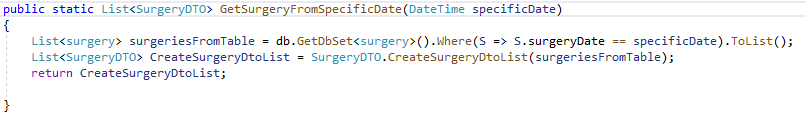 public static List<SurgeryDTO> GetSurgeryFromSpecificDate(DateTime specificDate)
{
List<surgery> surgeriesFromTable = db.GetDbSet<surgery>().Where(S => S.surgeryDate == specificDate).ToList();
List<SurgeryDTO> CreateSurgeryDtoList = SurgeryDTO.CreateSurgeryDtoList(surgeriesFromTable);
return CreateSurgeryDtoList;
}